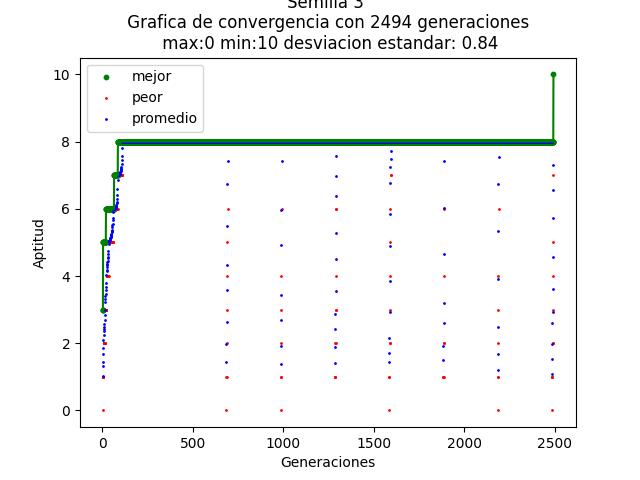 Semilla 3
Grafica de convergencia con 2494 generaciones
max:0 min:10 desviacion estandar: 0.84
10
8
6
4
2
0
Aptitud
mejor
peor
promedio
0 500 1000 1500 2000 2500
Generaciones